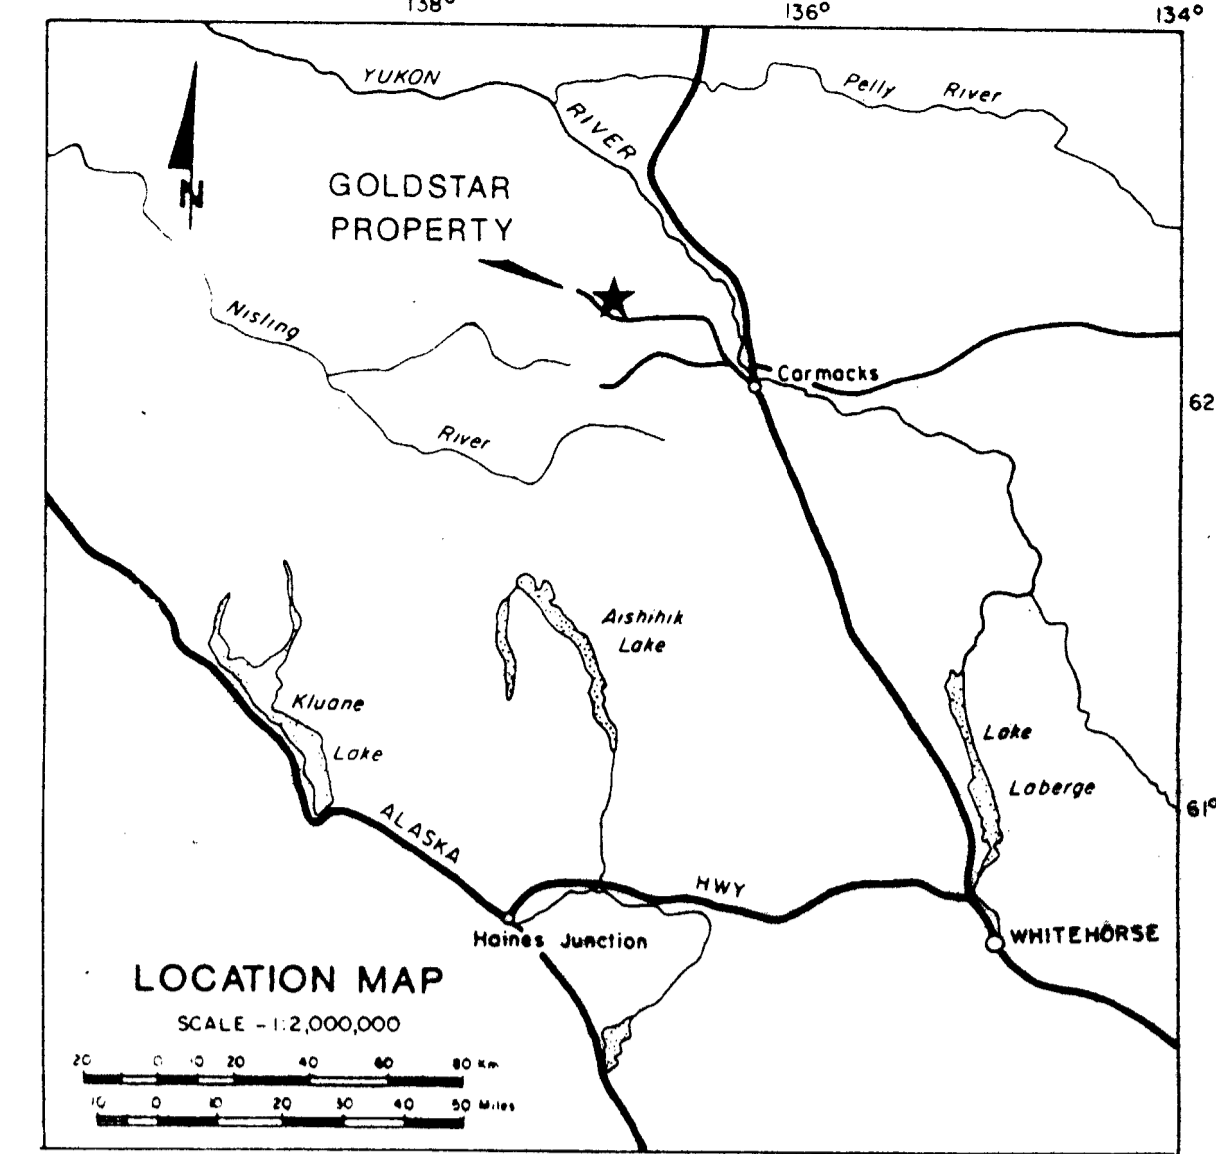 138° 136° 134°
YUKON
RIVER
Pelly River
N
GOLDSTAR
PROPERTY
Nisling
River
Carmacks
62
Aishihik
Lake
Kluane
Lake
Lake
Laberge
61°
ALASKA
HWY
Haines Junction
WHITEHORSE
LOCATION MAP
SCALE - 1:2,000,000
20 0 10 20 40 60 80 Km
10 0 10 20 30 40 50 Miles